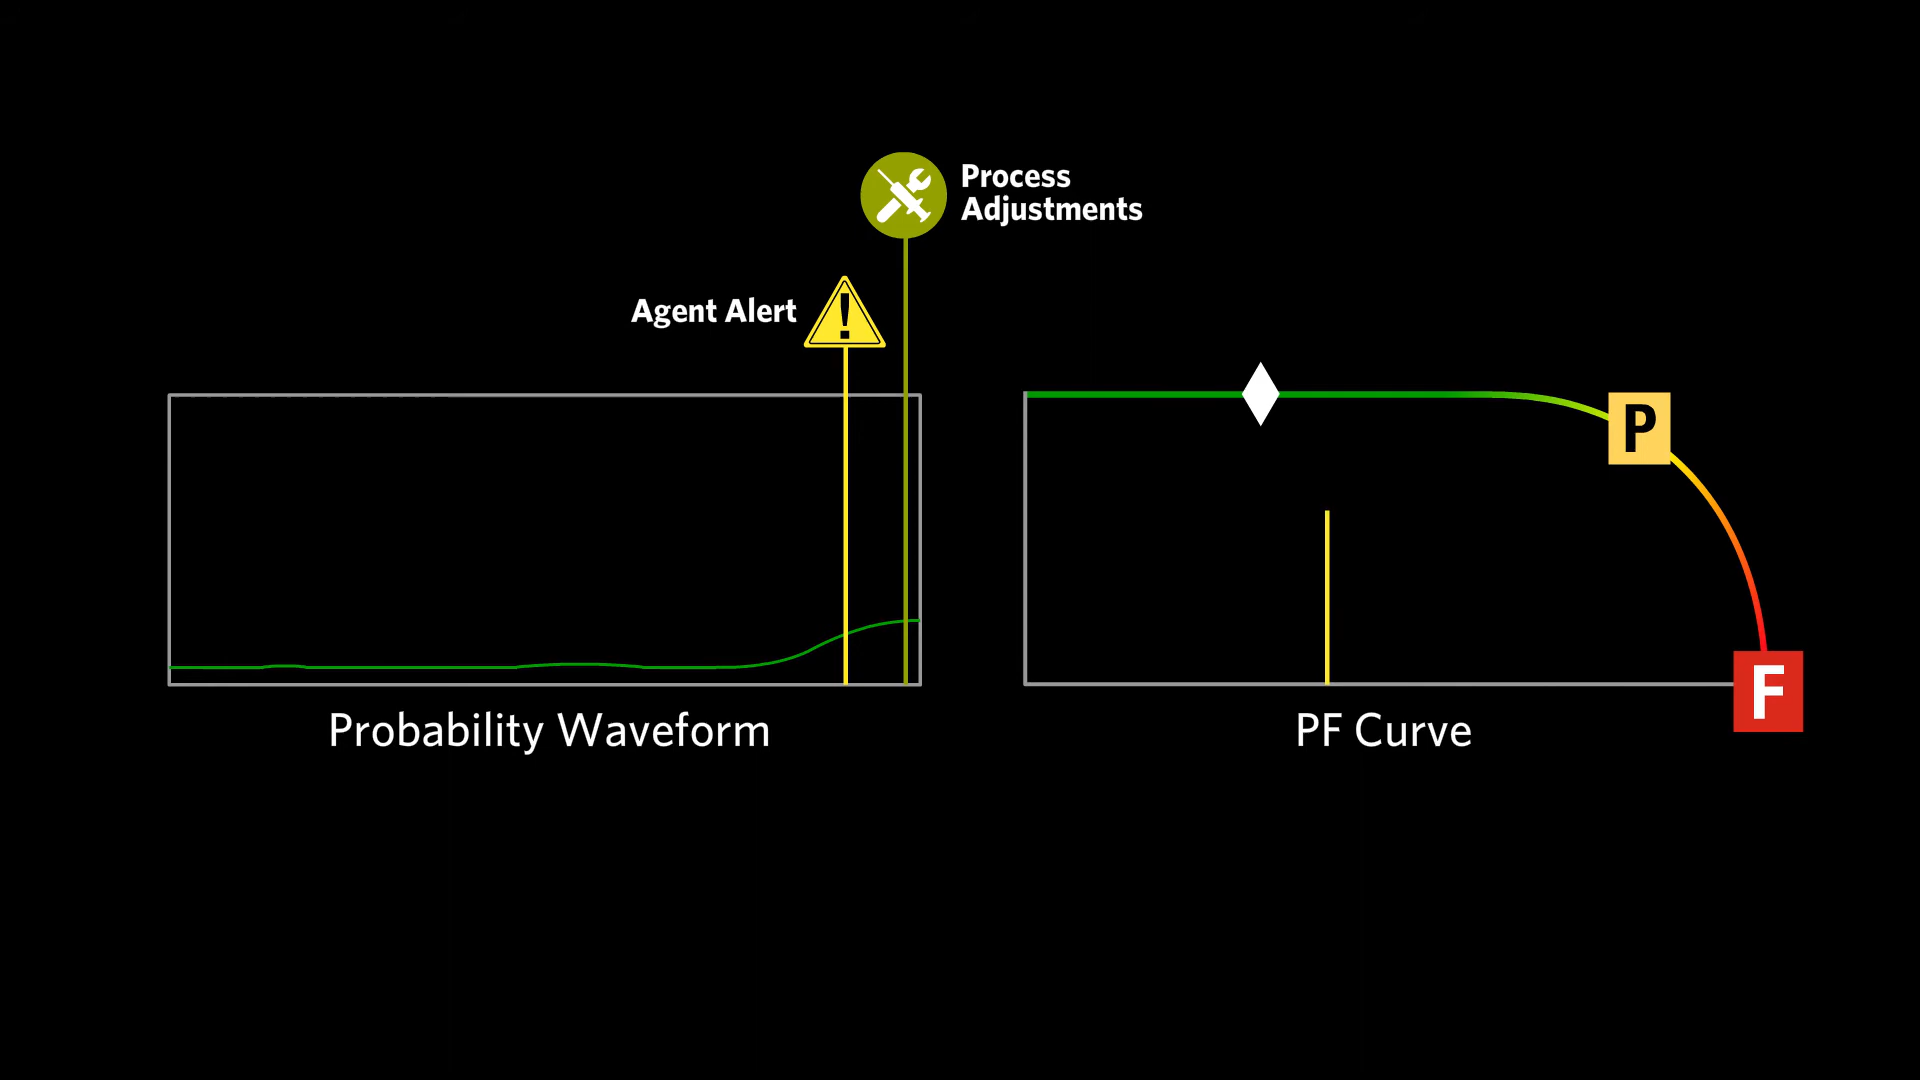 Process
Adjustments
Agent Alert
!
P
F
Probability Waveform
PF Curve